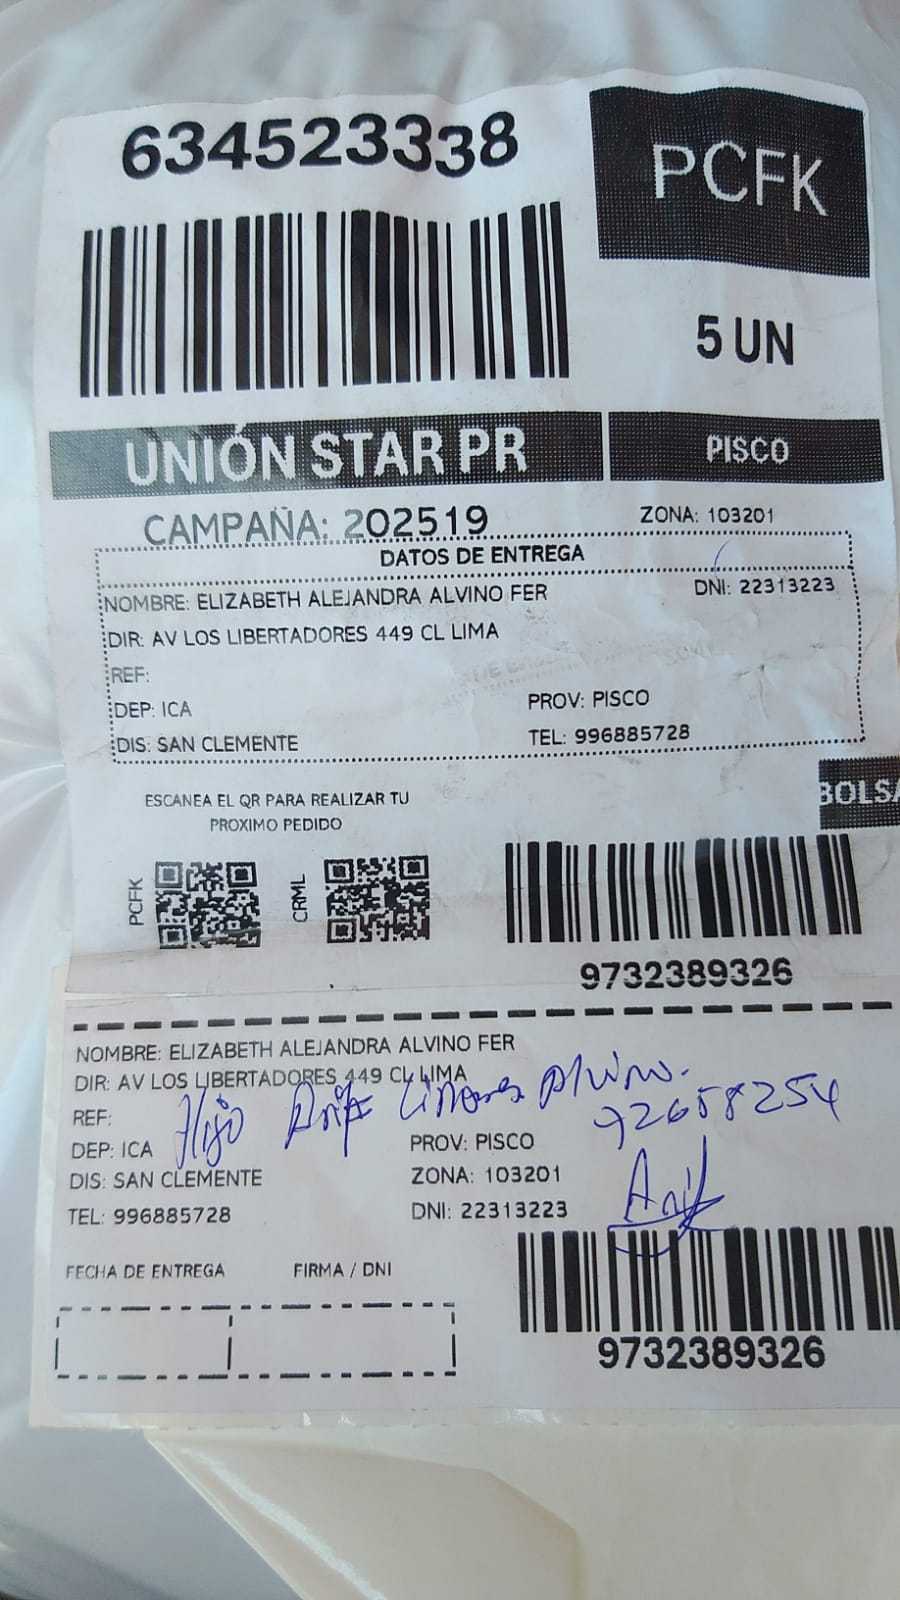 634523338
PCFK
5 UN
UNIÓN STAR PR
PISCO
CAMPAÑA: 202519
ZONA: 103201
DATOS DE ENTREGA
NOMBRE: ELIZABETH ALEJANDRA ALVINO FER
DNI: 22313223
DIR: AV LOS LIBERTADORES 449 CL LIMA
REF:
DEP: ICA
PROV: PISCO
DIS: SAN CLEMENTE
TEL: 996885728
ESCANEA EL QR PARA REALIZAR TU
PROXIMO PEDIDO
BOLSA
PCFK
CRML
9732389326
NOMBRE: ELIZABETH ALEJANDRA ALVINO FER
DIR: AV LOS LIBERTADORES 449 CL LIMA
REF:
Hijo Linares Alvino.
72658254
DEP: ICA
PROV: PISCO
DIS: SAN CLEMENTE
ZONA: 103201
TEL: 996885728
DNI: 22313223
FECHA DE ENTREGA
FIRMA / DNI
9732389326